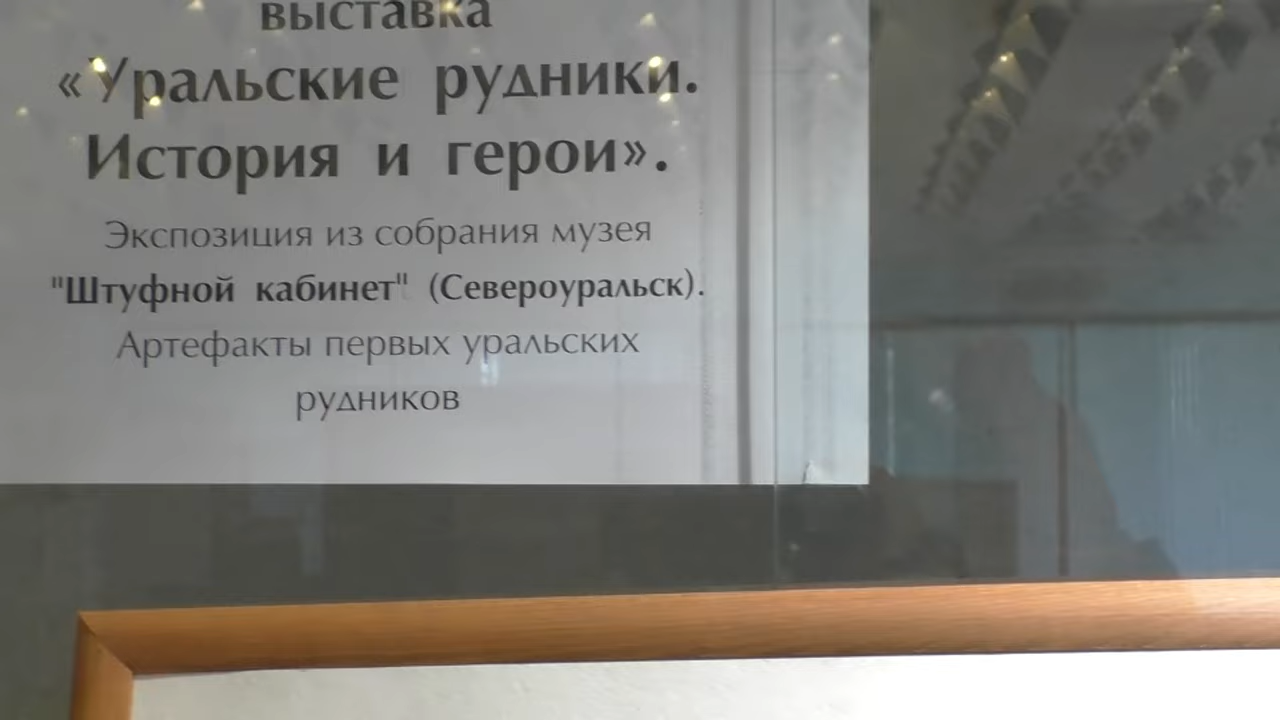 выставка
«Уральские рудники.
История и герои».
Экспозиция из собрания музея
"Штуфной кабинет" (Североуральск).
Артефакты первых уральских
рудников